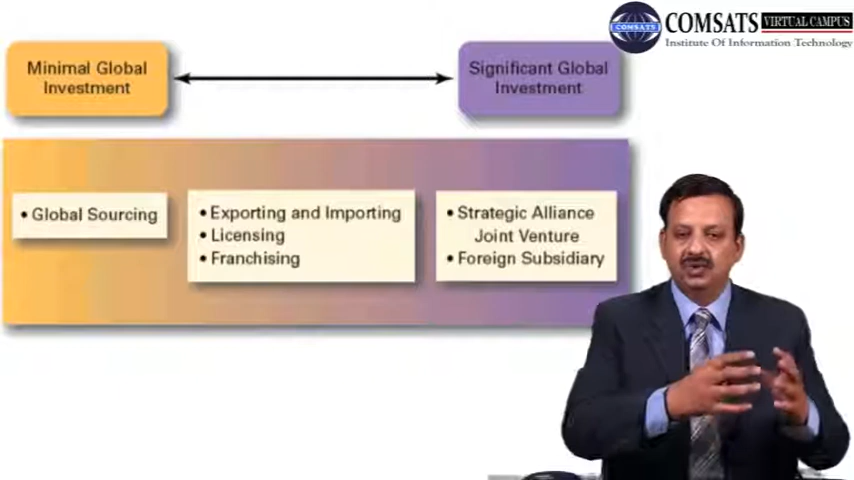 COMSATS VIRTUAL CAMPUS
Institute Of Information Technology
COMSATS
Minimal Global
Investment
Significant Global
Investment
• Global Sourcing
• Exporting and Importing
• Licensing
• Franchising
• Strategic Alliance
Joint Venture
• Foreign Subsidiary